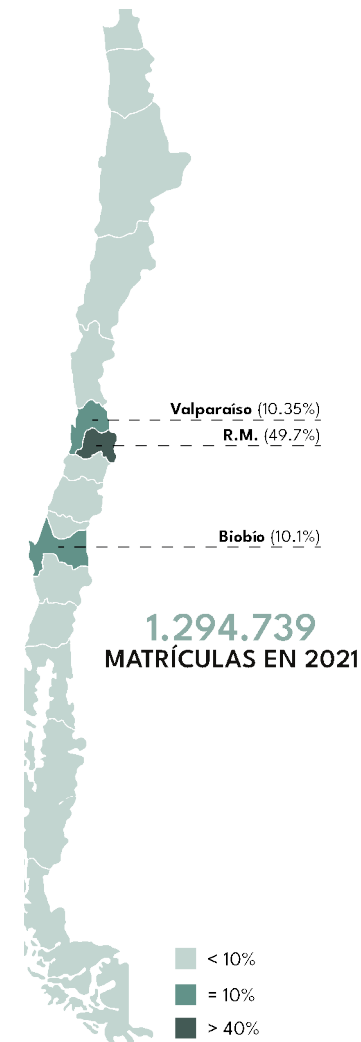 Valparaíso (10.35%)
R.M. (49.7%)
Biobío (10.1%)
1.294.739
MATRÍCULAS EN 2021
< 10%
= 10%
> 40%